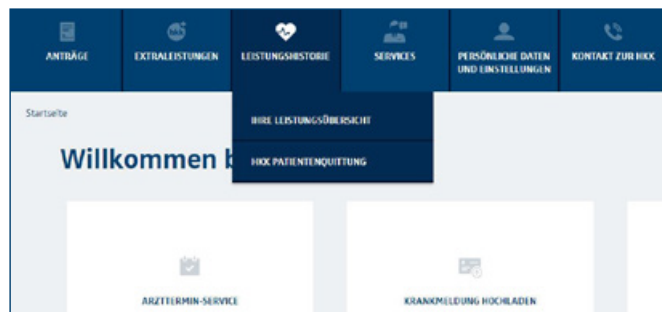 ANTRÄGE
EXTRALEISTUNGEN
LEISTUNGSHISTORIE
SERVICES
PERSÖNLICHE DATEN
UND EINSTELLUNGEN
KONTAKT ZUR HKK
Startseite
IHRE LEISTUNGSÜBERSICHT
HKK PATIENTENQUITTUNG
Willkommen b
ARZTTERMIN-SERVICE
KRANKMELDUNG HOCHLADEN